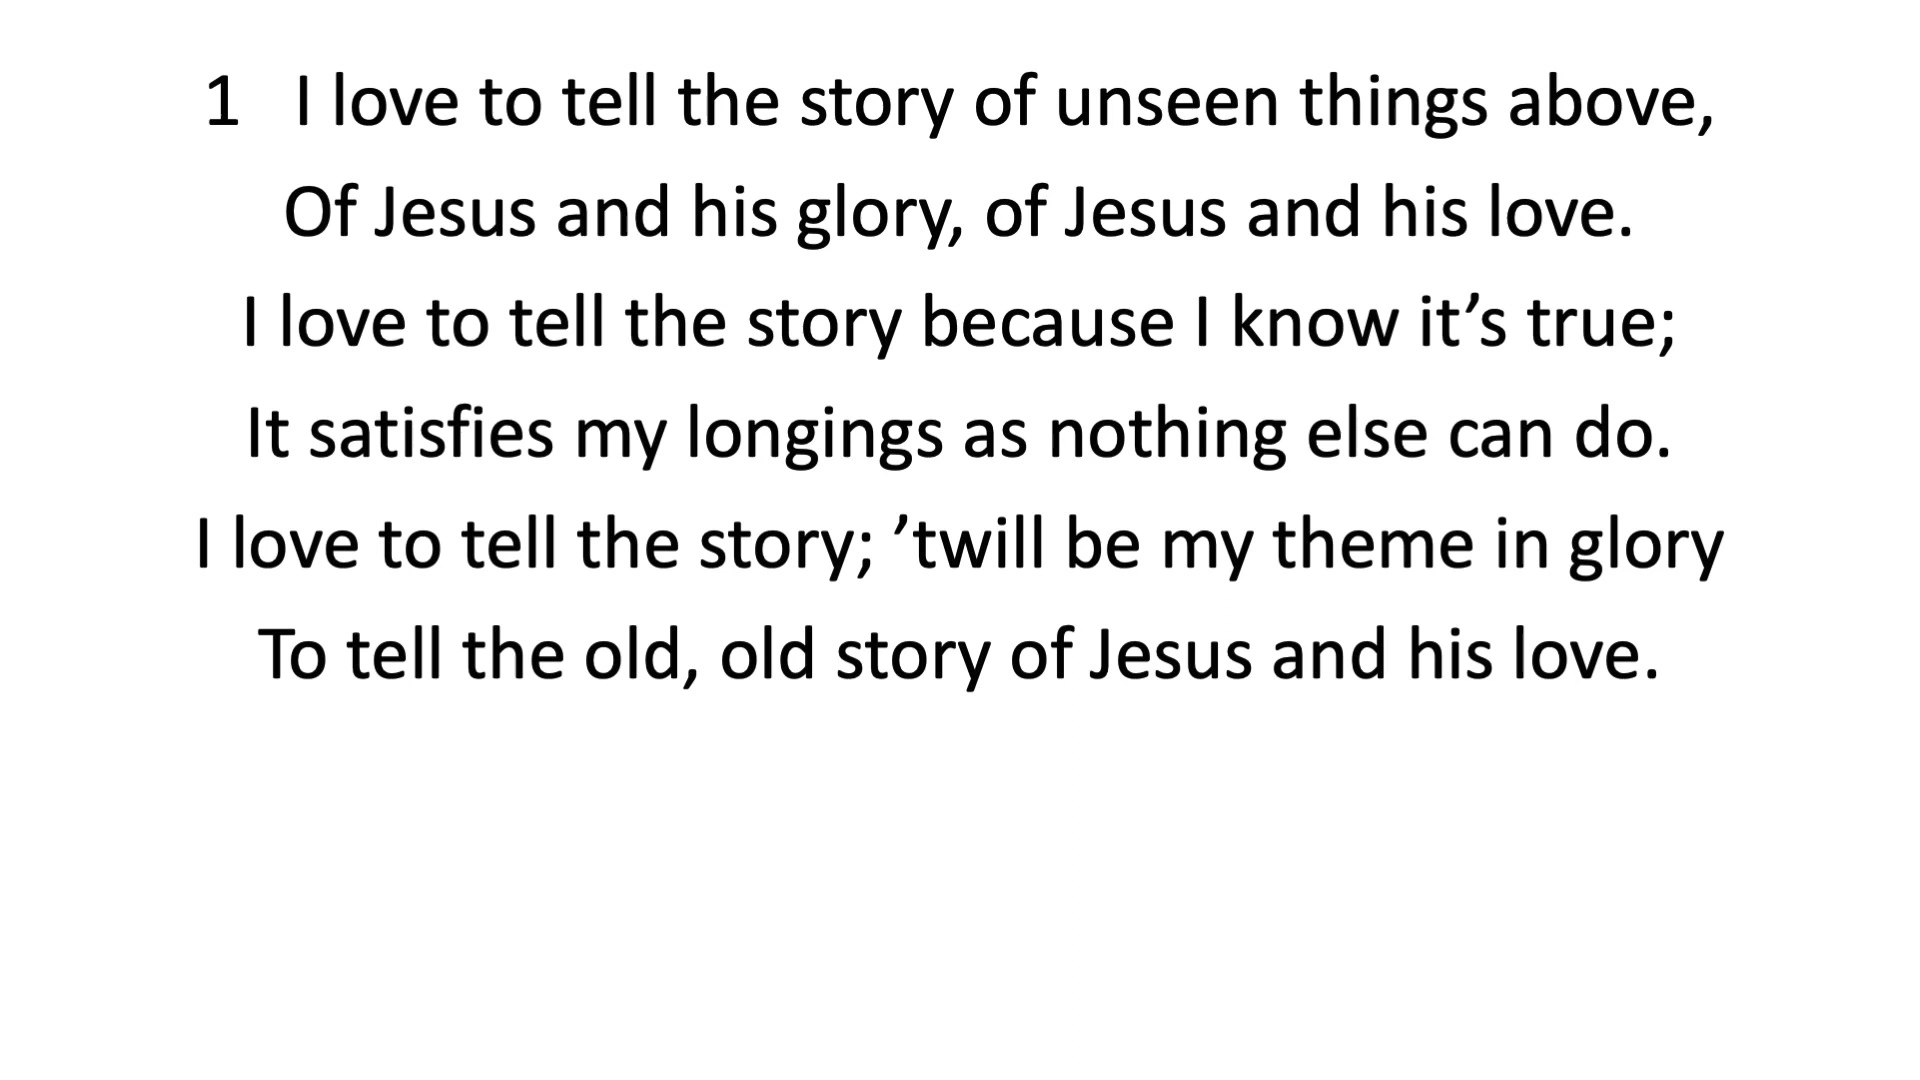 1 I love to tell the story of unseen things above,
Of Jesus and his glory, of Jesus and his love.
I love to tell the story because I know it’s true;
It satisfies my longings as nothing else can do.
I love to tell the story; ’twill be my theme in glory
To tell the old, old story of Jesus and his love.